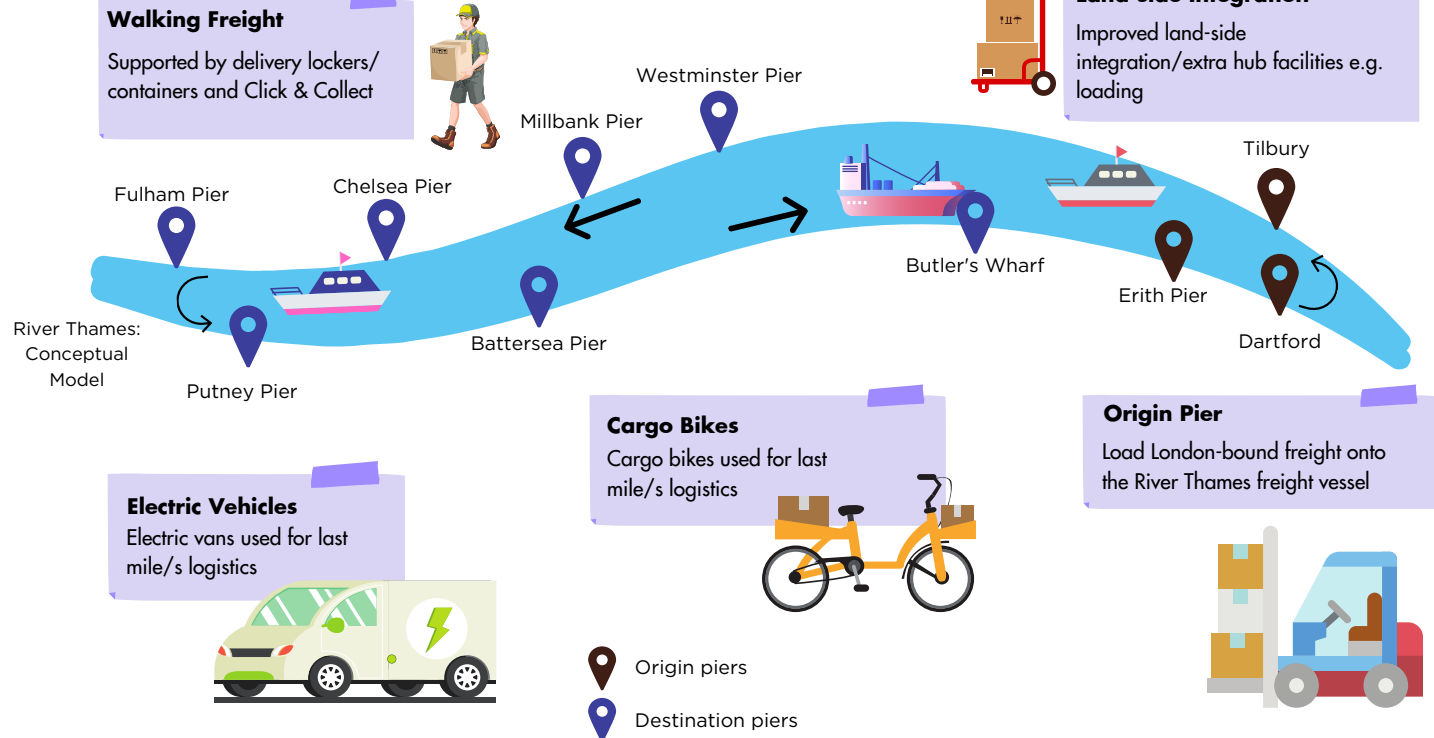 Walking Freight
Supported by delivery lockers/
containers and Click & Collect
Improved land-side
integration/extra hub facilities e.g.
loading
Westminster Pier
Millbank Pier
Tilbury
Chelsea Pier
Fulham Pier
Butler's Wharf
Erith Pier
River Thames:
Conceptual
Model
Battersea Pier
Dartford
Putney Pier
Cargo Bikes
Cargo bikes used for last
mile/s logistics
Origin Pier
Load London-bound freight onto
the River Thames freight vessel
Electric Vehicles
Electric vans used for last
mile/s logistics
Origin piers
Destination piers